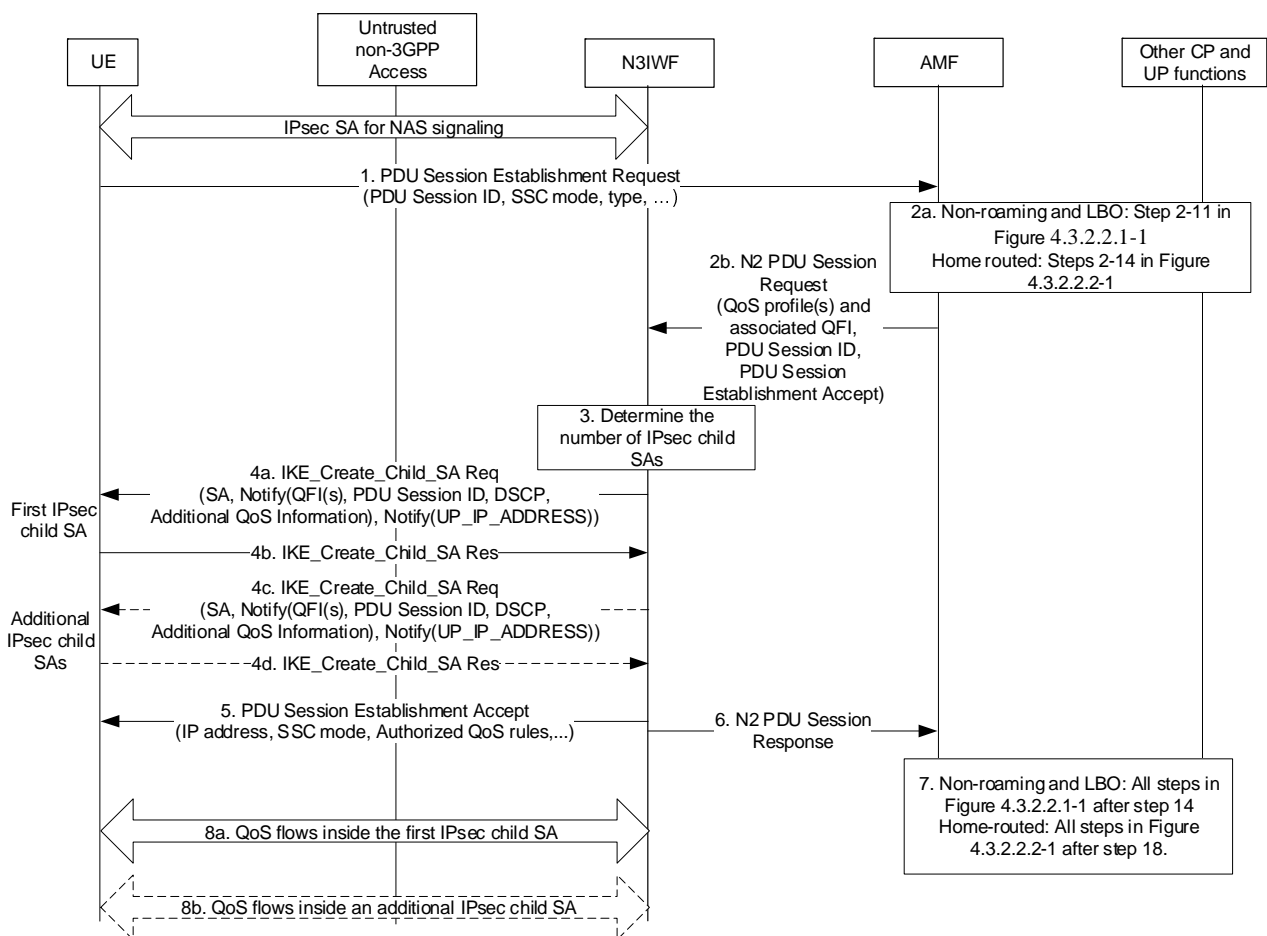 UE
Untrusted
non-3GPP
Access
N3IWF
AMF
Other CP and
UP functions
IPsec SA for NAS signaling
1. PDU Session Establishment Request
(PDU Session ID, SSC mode, type, …)
2a. Non-roaming and LBO: Step 2-11 in
Figure 4.3.2.2.1-1
Home routed: Steps 2-14 in Figure
4.3.2.2.2-1
2b. N2 PDU Session
Request
(QoS profile(s) and
associated QFI,
PDU Session ID,
PDU Session
Establishment Accept)
3. Determine the
number of IPsec child
SAs
4a. IKE_Create_Child_SA Req
(SA, Notify(QFI(s), PDU Session ID, DSCP,
Additional QoS Information), Notify(UP_IP_ADDRESS))
First IPsec
child SA
4b. IKE_Create_Child_SA Res
4c. IKE_Create_Child_SA Req
(SA, Notify(QFI(s), PDU Session ID, DSCP,
Additional QoS Information), Notify(UP_IP_ADDRESS))
Additional
IPsec child
SAs
4d. IKE_Create_Child_SA Res
5. PDU Session Establishment Accept
(IP address, SSC mode, Authorized QoS rules,...)
6. N2 PDU Session
Response
7. Non-roaming and LBO: All steps in
Figure 4.3.2.2.1-1 after step 14
Home-routed: All steps in Figure
4.3.2.2.2-1 after step 18.
8a. QoS flows inside the first IPsec child SA
8b. QoS flows inside an additional IPsec child SA